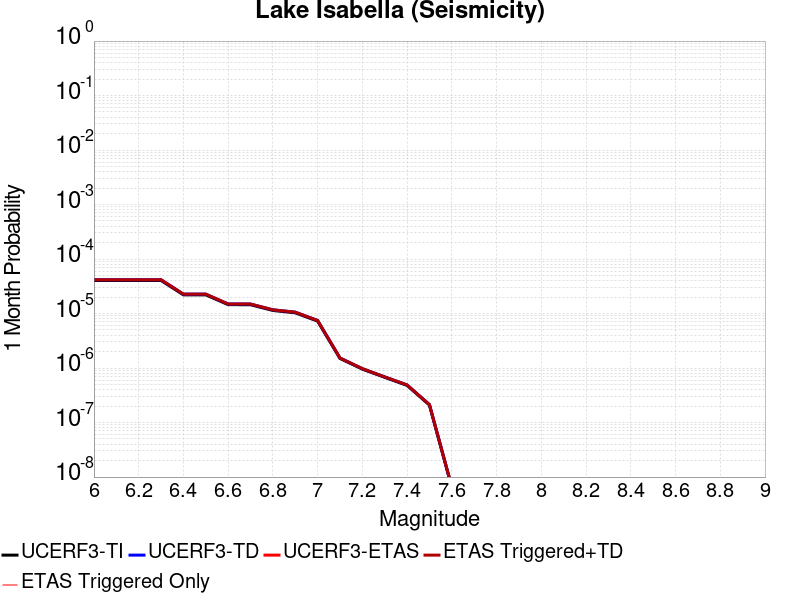 Lake Isabella (Seismicity)
10^0
10^-1
10^-2
10^-3
10^-4
10^-5
10^-6
10^-7
10^-8
1 Month Probability
6 6.2 6.4 6.6 6.8 7 7.2 7.4 7.6 7.8 8 8.2 8.4 8.6 8.8 9
Magnitude
UCERF3-TI UCERF3-TD UCERF3-ETAS ETAS Triggered+TD
ETAS Triggered Only